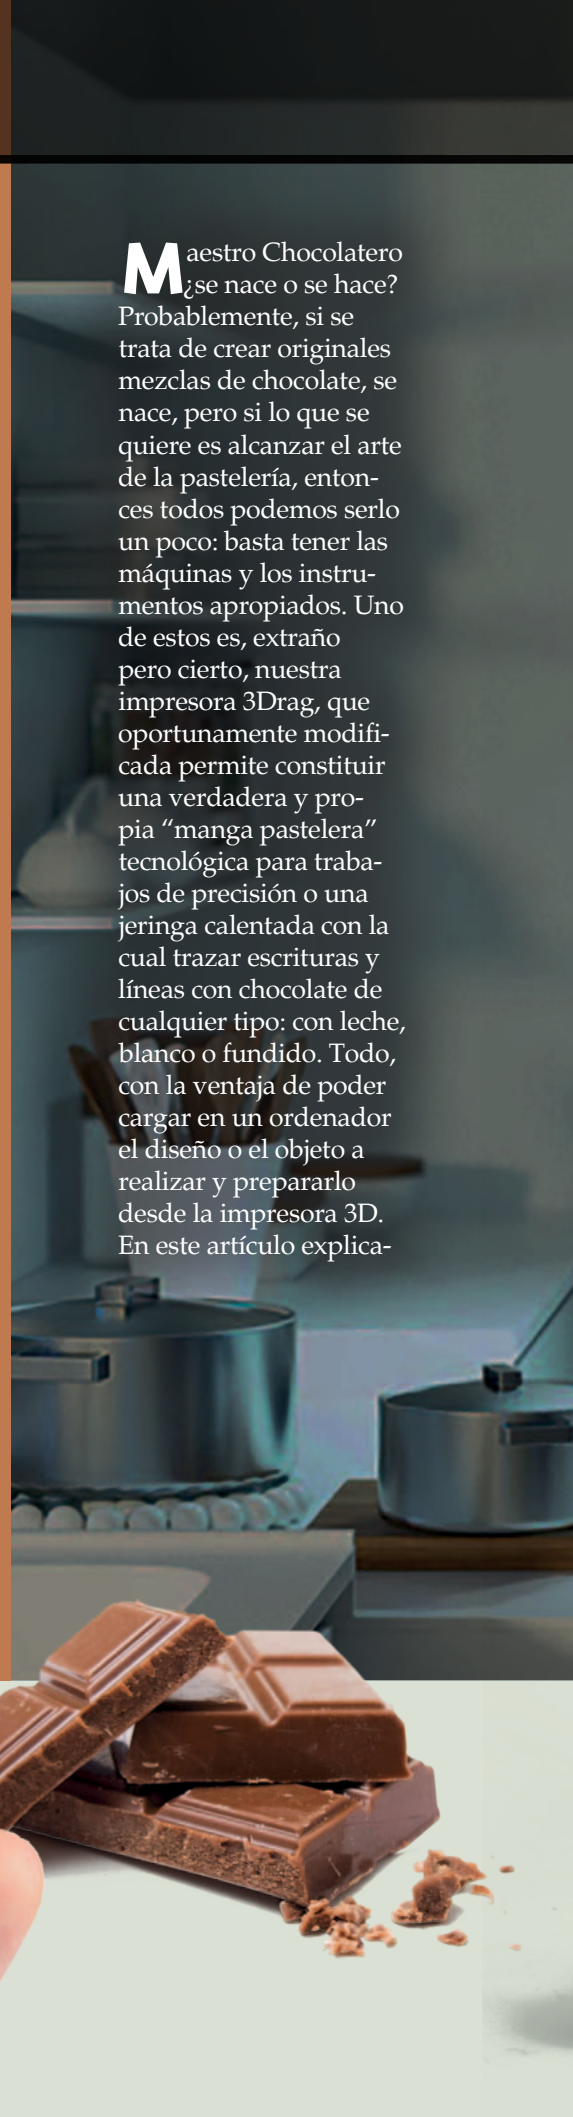 Maestro Chocolatero
¿se nace o se hace?
Probablemente, si se
trata de crear originales
mezclas de chocolate, se
nace, pero si lo que se
quiere es alcanzar el arte
de la pastelería, enton-
ces todos podemos serlo
un poco: basta tener las
máquinas y los instru-
mentos apropiados. Uno
de estos es, extraño
pero cierto, nuestra
impresora 3Drag, que
oportunamente modifi-
cada permite constituir
una verdadera y pro-
pia “manga pastelera”
tecnológica para traba-
jos de precisión o una
jeringa calentada con la
cual trazar escrituras y
líneas con chocolate de
cualquier tipo: con leche,
blanco o fundido. Todo,
con la ventaja de poder
cargar en un ordenador
el diseño o el objeto a
realizar y prepararlo
desde la impresora 3D.
En este artículo explica-